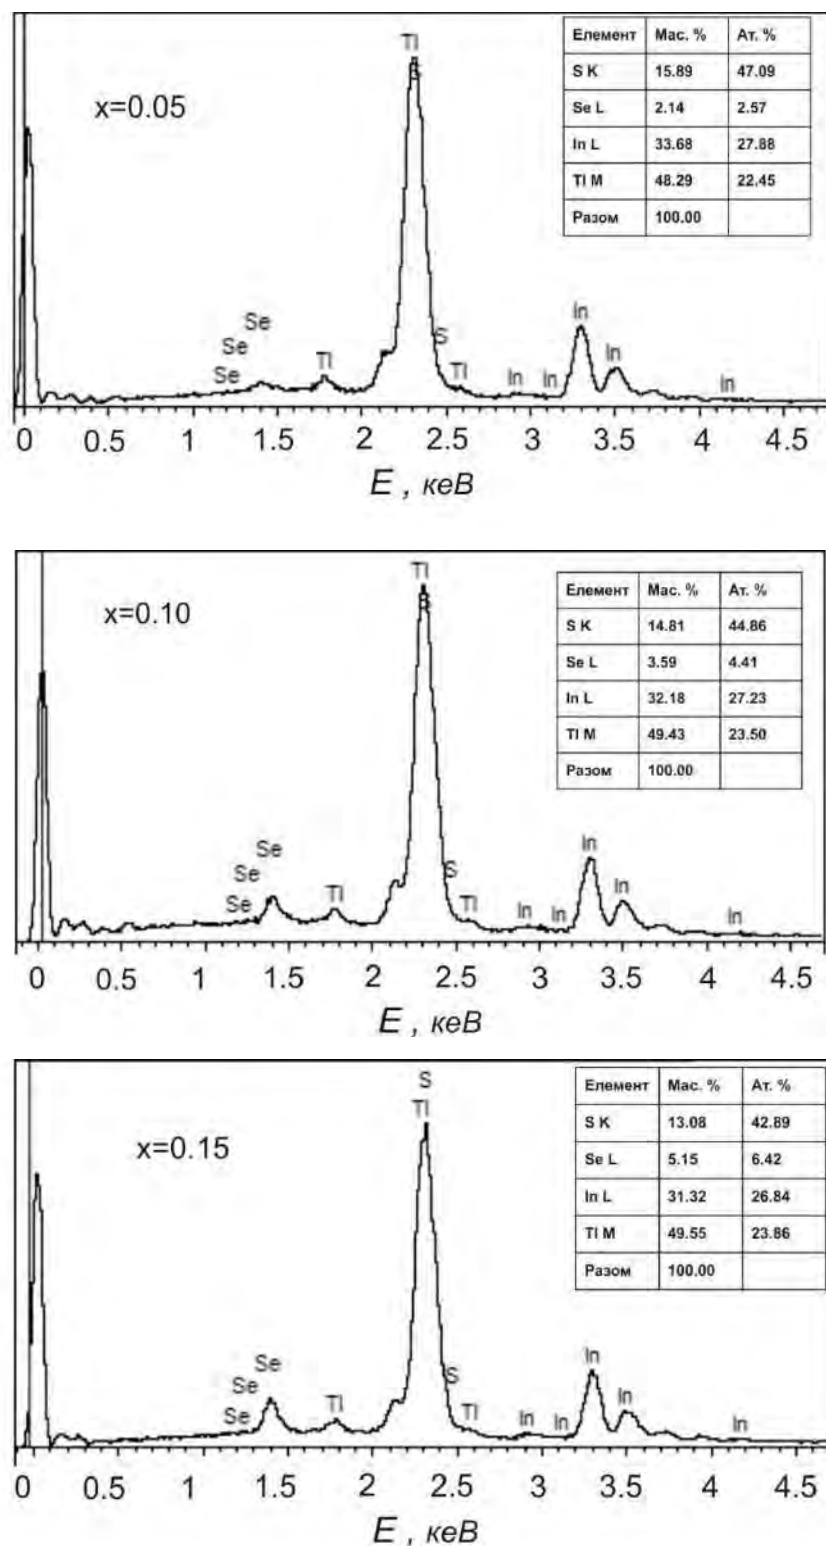 x=0.05
Елемент Мас. % Ат. %
S K 15.89 47.09
Se L 2.14 2.57
In L 33.68 27.88
Tl M 48.29 22.45
Разом 100.00
Tl
S
Se
Se
Se
Tl
S
Tl
In
In
In
In
In
0 0.5 1 1.5 2 2.5 3 3.5 4 4.5
E , кеВ
x=0.10
Елемент Мас. % Ат. %
S K 14.81 44.86
Se L 3.59 4.41
In L 32.18 27.23
Tl M 49.43 23.50
Разом 100.00
Tl
S
Se
Se
Se
Tl
S
Tl
In
In
In
In
In
0 0.5 1 1.5 2 2.5 3 3.5 4 4.5
E , кеВ
x=0.15
Елемент Мас. % Ат. %
S K 13.08 42.89
Se L 5.15 6.42
In L 31.32 26.84
Tl M 49.55 23.86
Разом 100.00
S
Tl
Se
Se
Se
Tl
S
Tl
In
In
In
In
In
0 0.5 1 1.5 2 2.5 3 3.5 4 4.5
E , кеВ